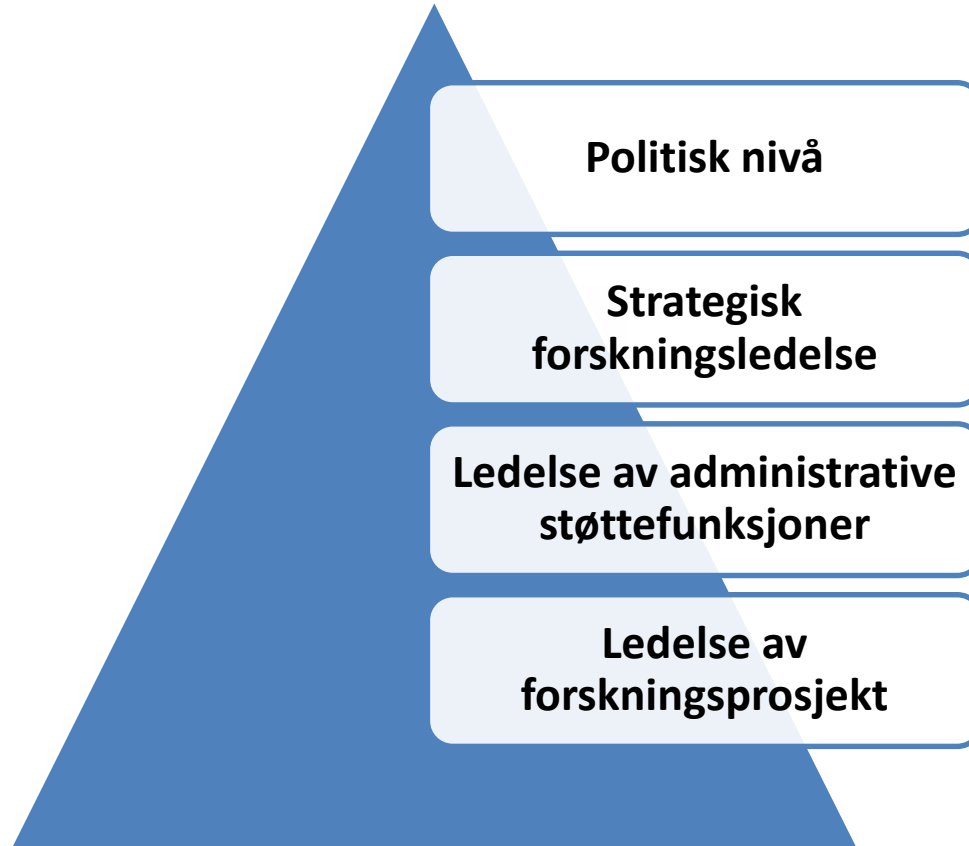 Politisk nivå
Strategisk
forskningsledelse
Ledelse av administrative
støttefunksjoner
Ledelse av
forskningsprosjekt